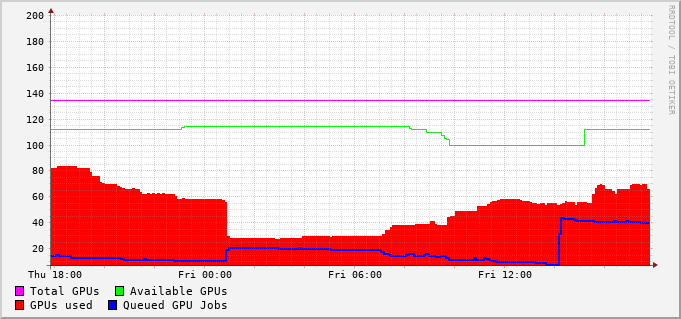 200
180
160
140
120
100
80
60
40
20
Thu 18:00 Fri 00:00 Fri 06:00 Fri 12:00
Total GPUs Available GPUs
GPUs used Queued GPU Jobs
RRDTOOL / TOBI OETIKER